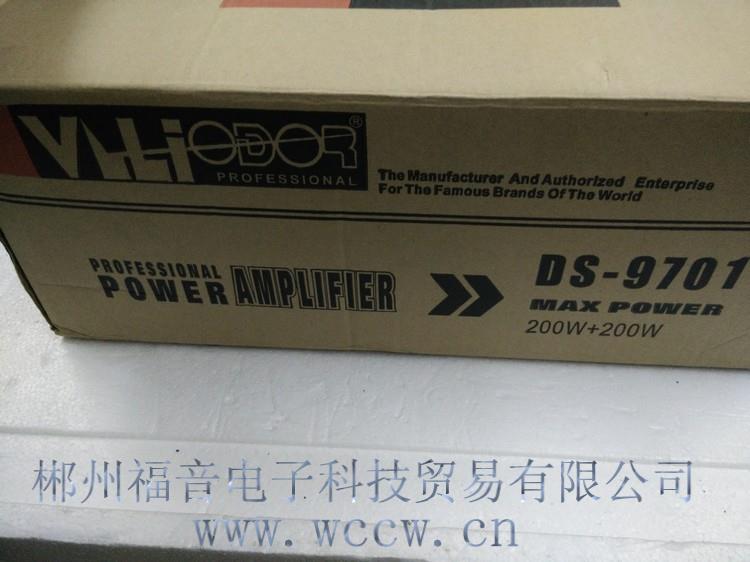 VLLiODOR®
PROFESSIONAL
The Manufacturer And Authorized Enterprise
For The Famous Brands Of The World
PROFESSIONAL
POWER AMPLIFIER
DS-9701
MAX POWER
200W+200W
郴州福音电子科技贸易有限公司
www.wccw.cn